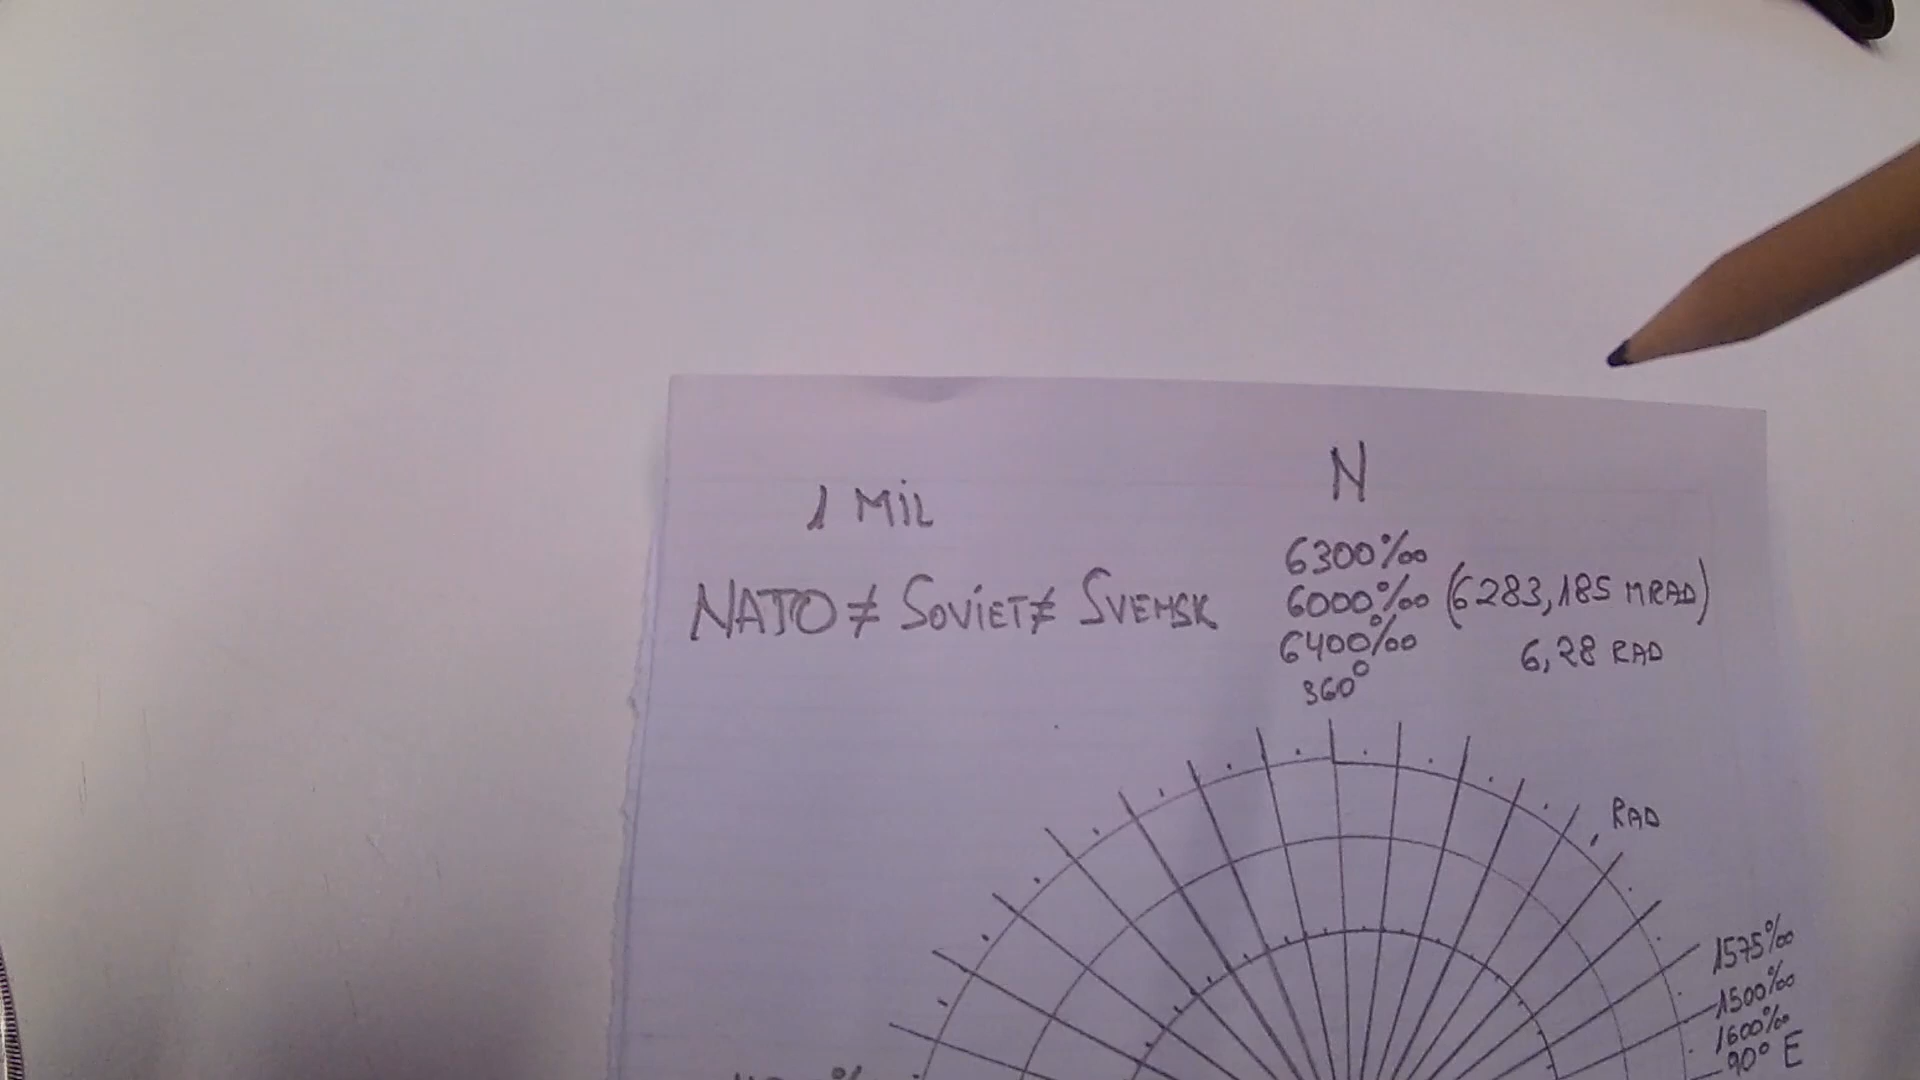 N
1 MIL
6300‰
NATO ≠ SOVIET ≠ SVEMSK
6000‰ (6283,185 MRAD)
6400‰
6,28 RAD
360°
RAD
1575‰
1500‰
1600‰
90° E